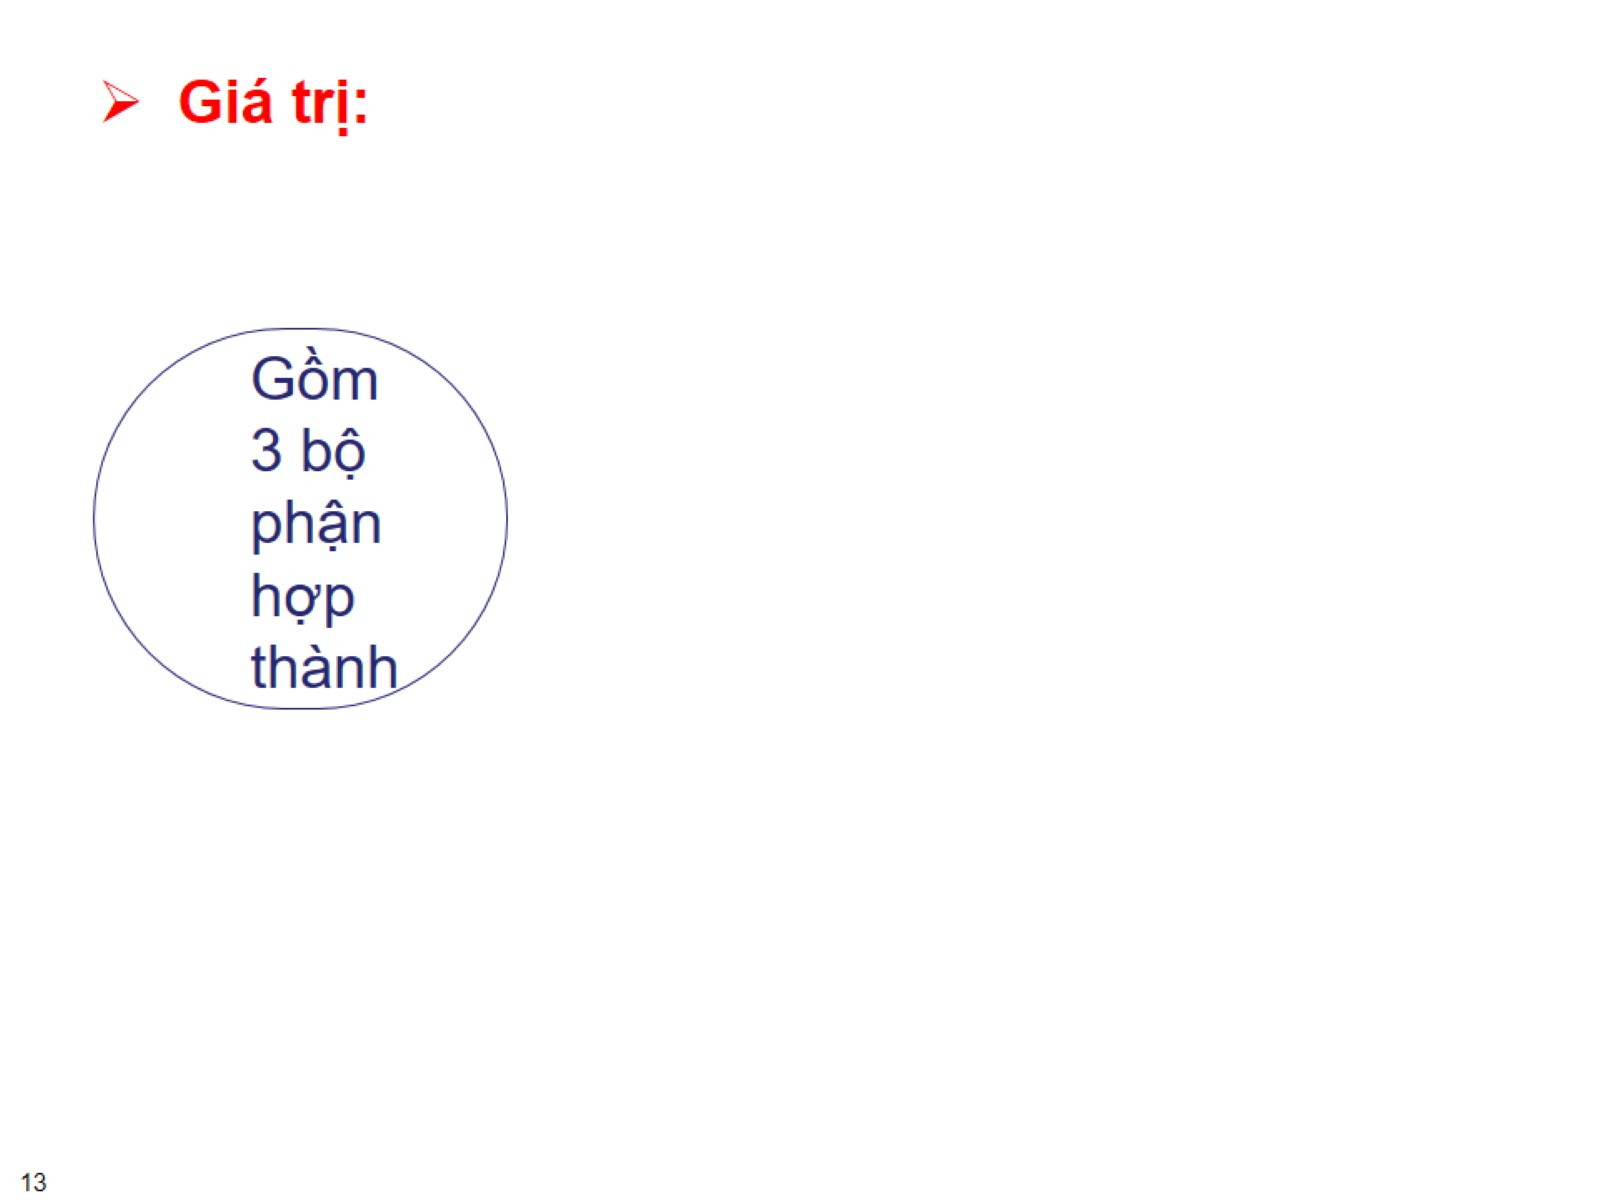 Giá trị:
Gồm
3 bộ
phận
hợp
thành
13